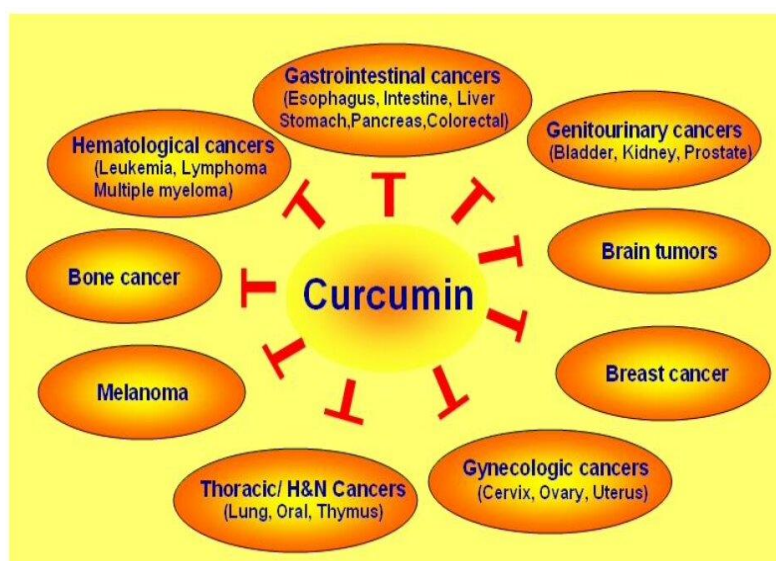 Gastrointestinal cancers
(Esophagus, Intestine, Liver
Stomach,Pancreas,Colorectal)
Hematological cancers
(Leukemia, Lymphoma
Multiple myeloma)
Genitourinary cancers
(Bladder, Kidney, Prostate)
Bone cancer
Curcumin
Brain tumors
Melanoma
Breast cancer
Thoracic/ H&N Cancers
(Lung, Oral, Thymus)
Gynecologic cancers
(Cervix, Ovary, Uterus)